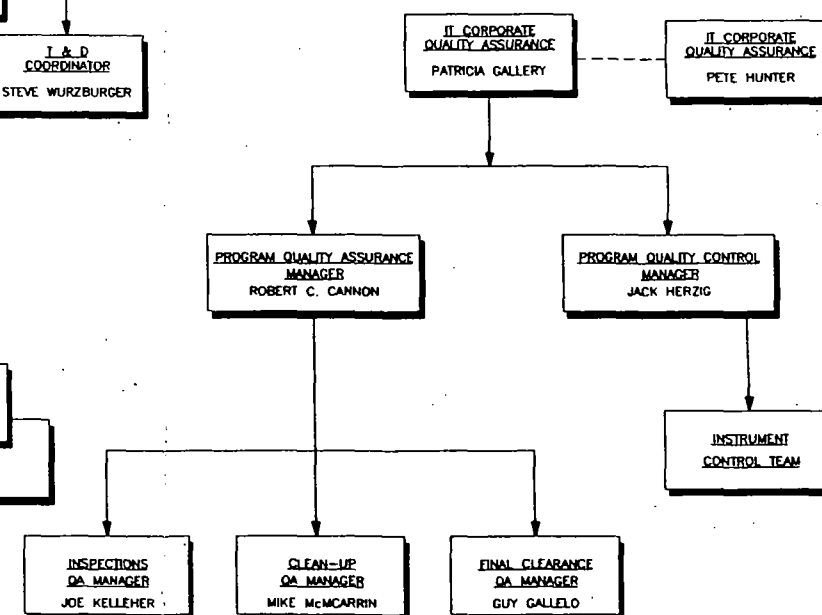 T & D
COORDINATOR
STEVE WURZBURGER
IT CORPORATE
QUALITY ASSURANCE
PATRICIA GALLERY
IT CORPORATE
QUALITY ASSURANCE
PETE HUNTER
PROGRAM QUALITY ASSURANCE
MANAGER
ROBERT C. CANNON
PROGRAM QUALITY CONTROL
MANAGER
JACK HERZIG
INSTRUMENT
CONTROL TEAM
INSPECTIONS
QA MANAGER
JOE KELLEHER
CLEAN-UP
QA MANAGER
MIKE McMCARRIN
FINAL CLEARANCE
QA MANAGER
GUY GALLELO